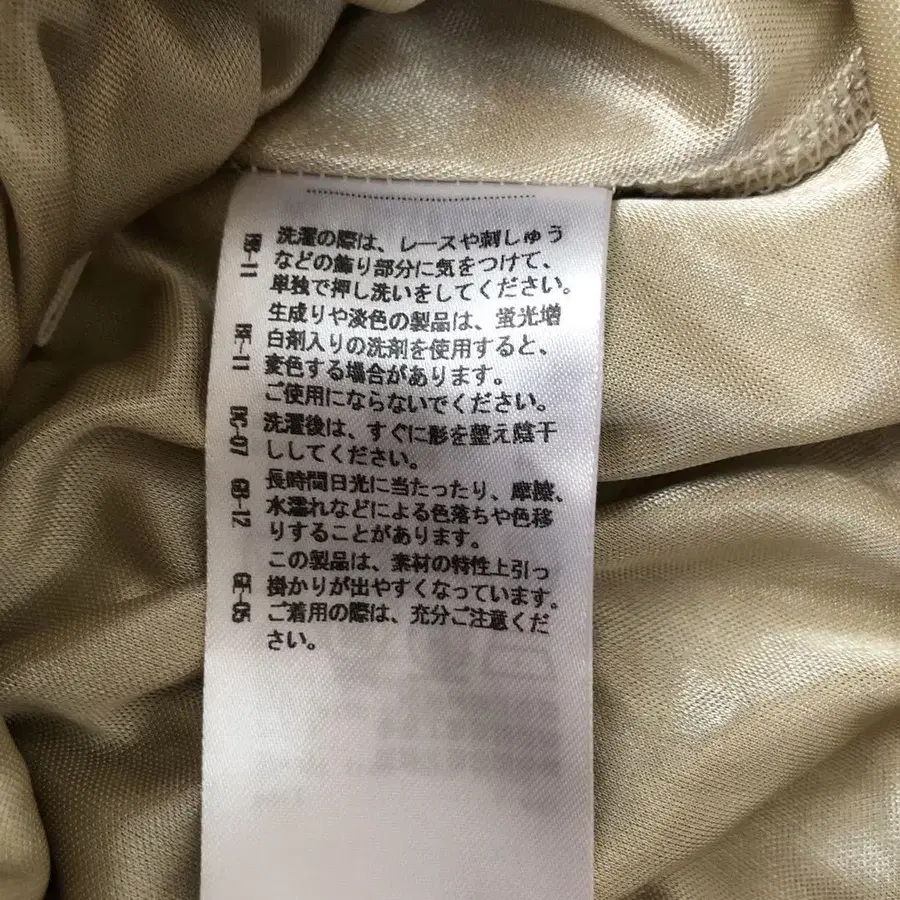 洗濯の際は、レースや刺しゅう
などの飾り部分に気をつけて、
単独で押し洗いをしてください。
生成りや淡色の製品は、蛍光増
白剤入りの洗剤を使用すると、
変色する場合があります。
ご使用にならないでください。
DC-07 洗濯後は、すぐに形を整え陰干
ししてください。
長時間日光に当たったり、摩擦、
水濡れなどによる色落ちや色移
りすることがあります。
この製品は、素材の特性上引っ
掛かりが出やすくなっています。
ご着用の際は、充分ご注意くだ
さい。